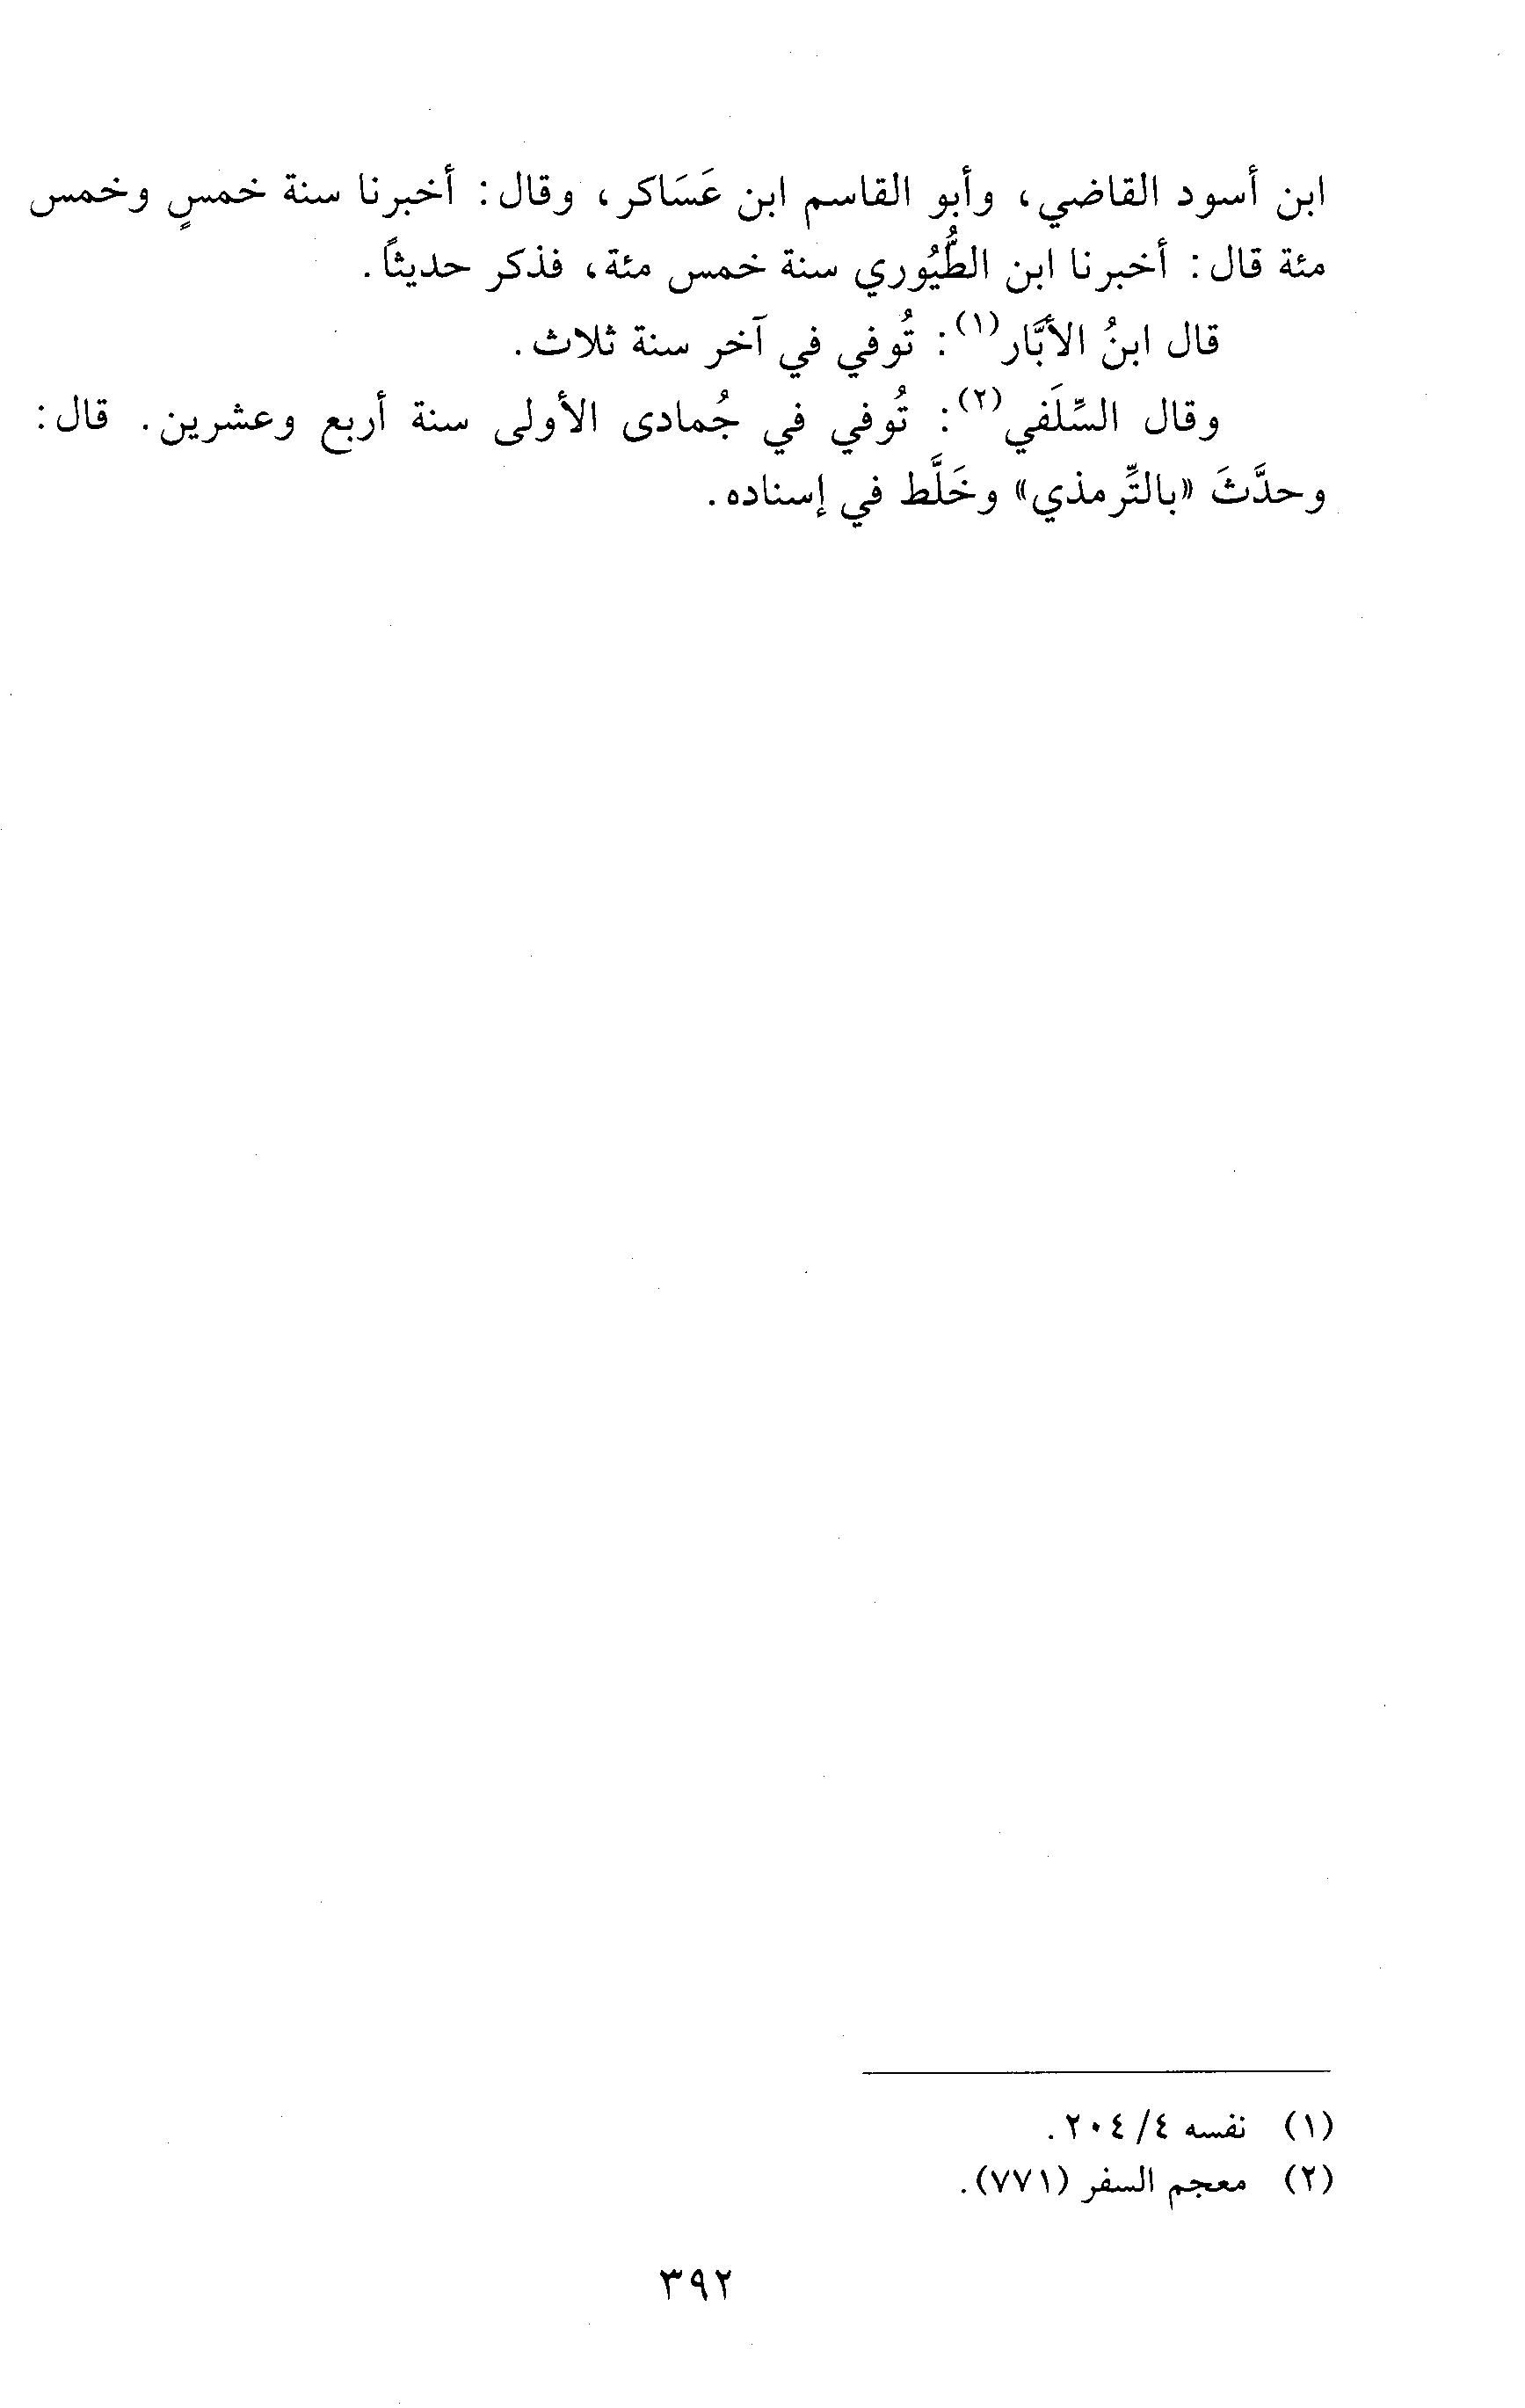 ابن أسود القاضي، وأبو القاسم ابن عَسَاكر، وقال: أخبرنا سنة خمسٍ وخمس
مئة قال: أخبرنا ابن الطُّيُوري سنة خمس مئة، فذكر حديثاً.
قال ابنُ الأبَّار(١): تُوفي في آخر سنة ثلاث.
وقال السِّلَفي(٢): تُوفي في جُمادى الأولى سنة أربع وعشرين. قال:
وحدَّثَ «بالتِّرمذي» وخَلَّط في إسناده.
(١) نفسه ٤/ ٢٠٤.
(٢) معجم السفر (٧٧١).
٣٩٢